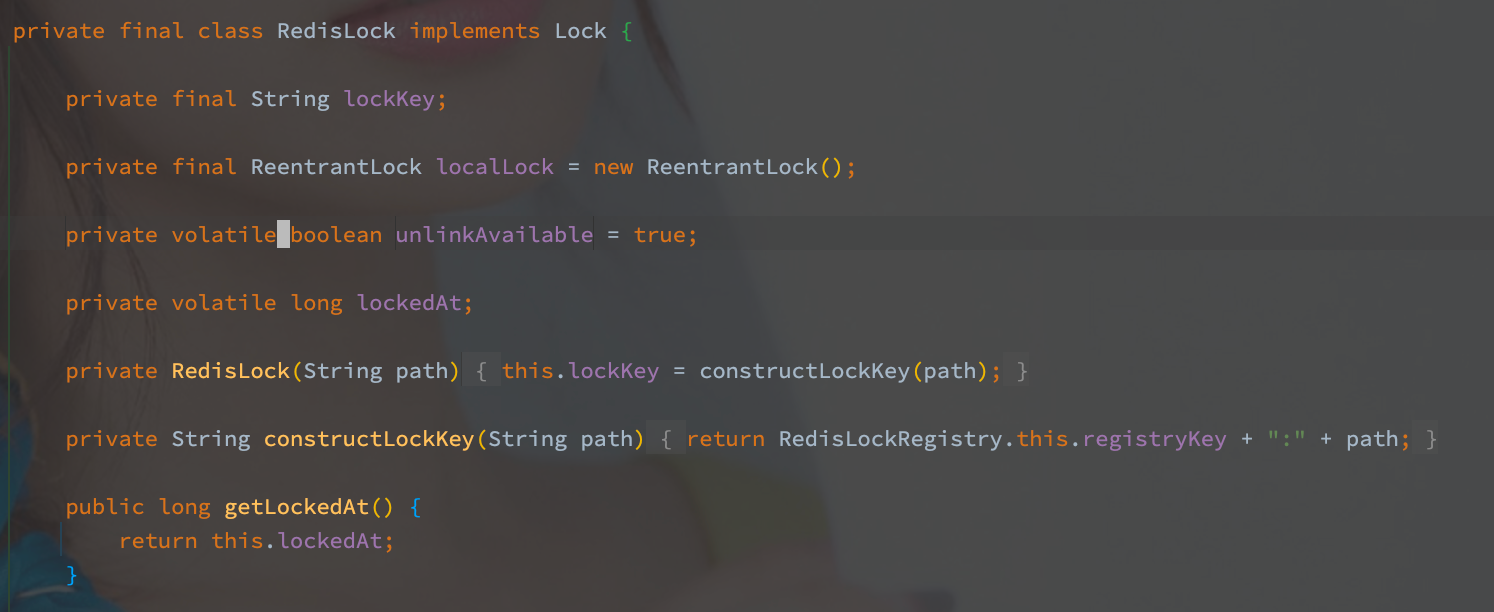 private final class RedisLock implements Lock {
private final String lockKey;
private final ReentrantLock localLock = new ReentrantLock();
private volatile boolean unlinkAvailable = true;
private volatile long lockedAt;
private RedisLock(String path) { this.lockKey = constructLockKey(path); }
private String constructLockKey(String path) { return RedisLockRegistry.this.registryKey + ":" + path; }
public long getLockedAt() {
return this.lockedAt;
}